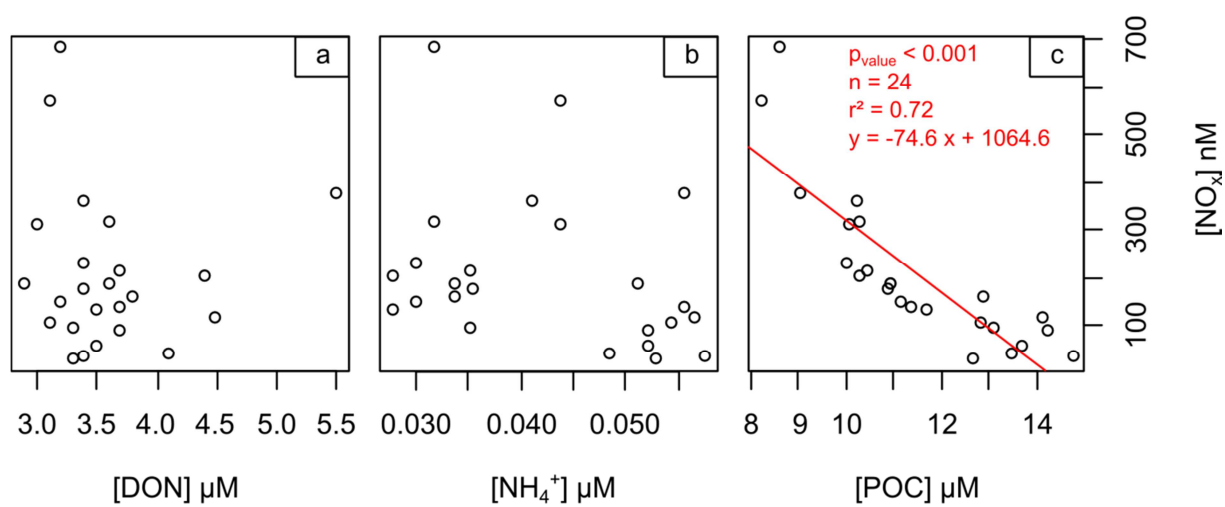 a
b
c
p_value < 0.001
n = 24
r² = 0.72
y = -74.6 x + 1064.6
700
500
300
100
[NOₓ] nM
3.0 3.5 4.0 4.5 5.0 5.5
0.030 0.040 0.050
8 9 10 12 14
[DON] µM
[NH₄⁺] µM
[POC] µM